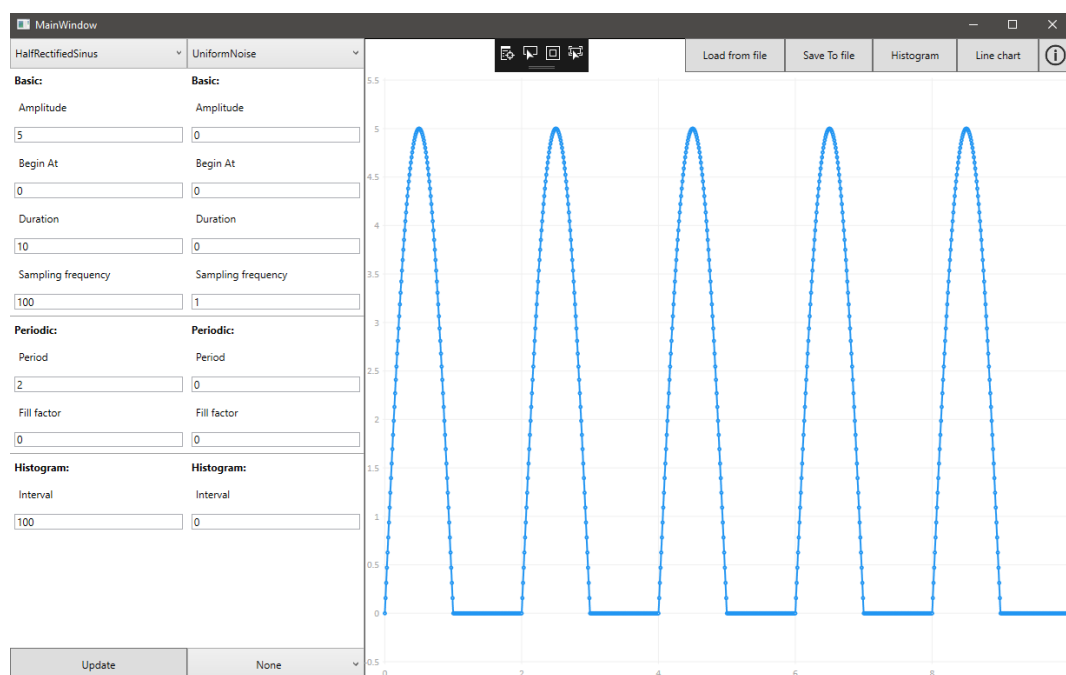 MainWindow
HalfRectifiedSinus UniformNoise Load from file Save To file Histogram Line chart
Basic: Basic:
Amplitude Amplitude
5 0
Begin At Begin At
0 0
Duration Duration
10 0
Sampling frequency Sampling frequency
100 1
Periodic: Periodic:
Period Period
2 0
Fill factor Fill factor
0 0
Histogram: Histogram:
Interval Interval
100 0
Update None
5.5
5
4.5
4
3.5
3
2.5
2
1.5
1
0.5
0
-0.5
0 2 4 6 8